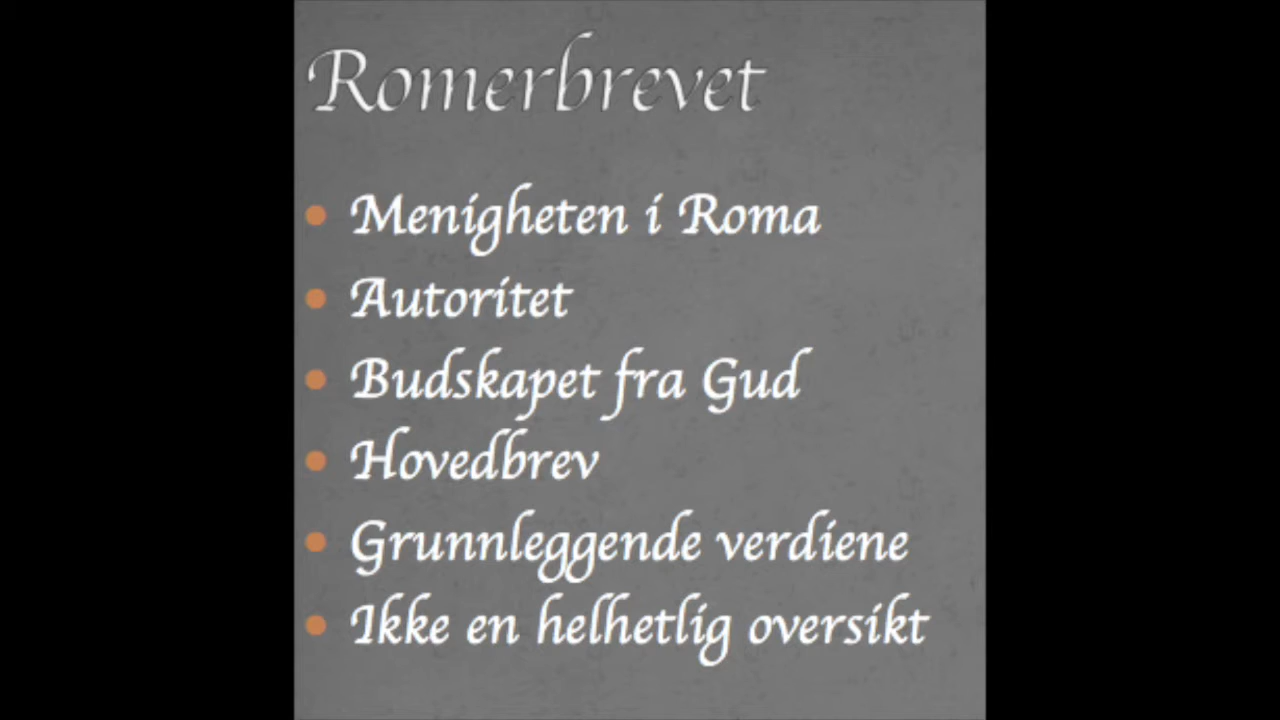 Romerbrevet
• Menigheten i Roma
• Autoritet
• Budskapet fra Gud
• Hovedbrev
• Grunnleggende verdiene
• Ikke en helhetlig oversikt